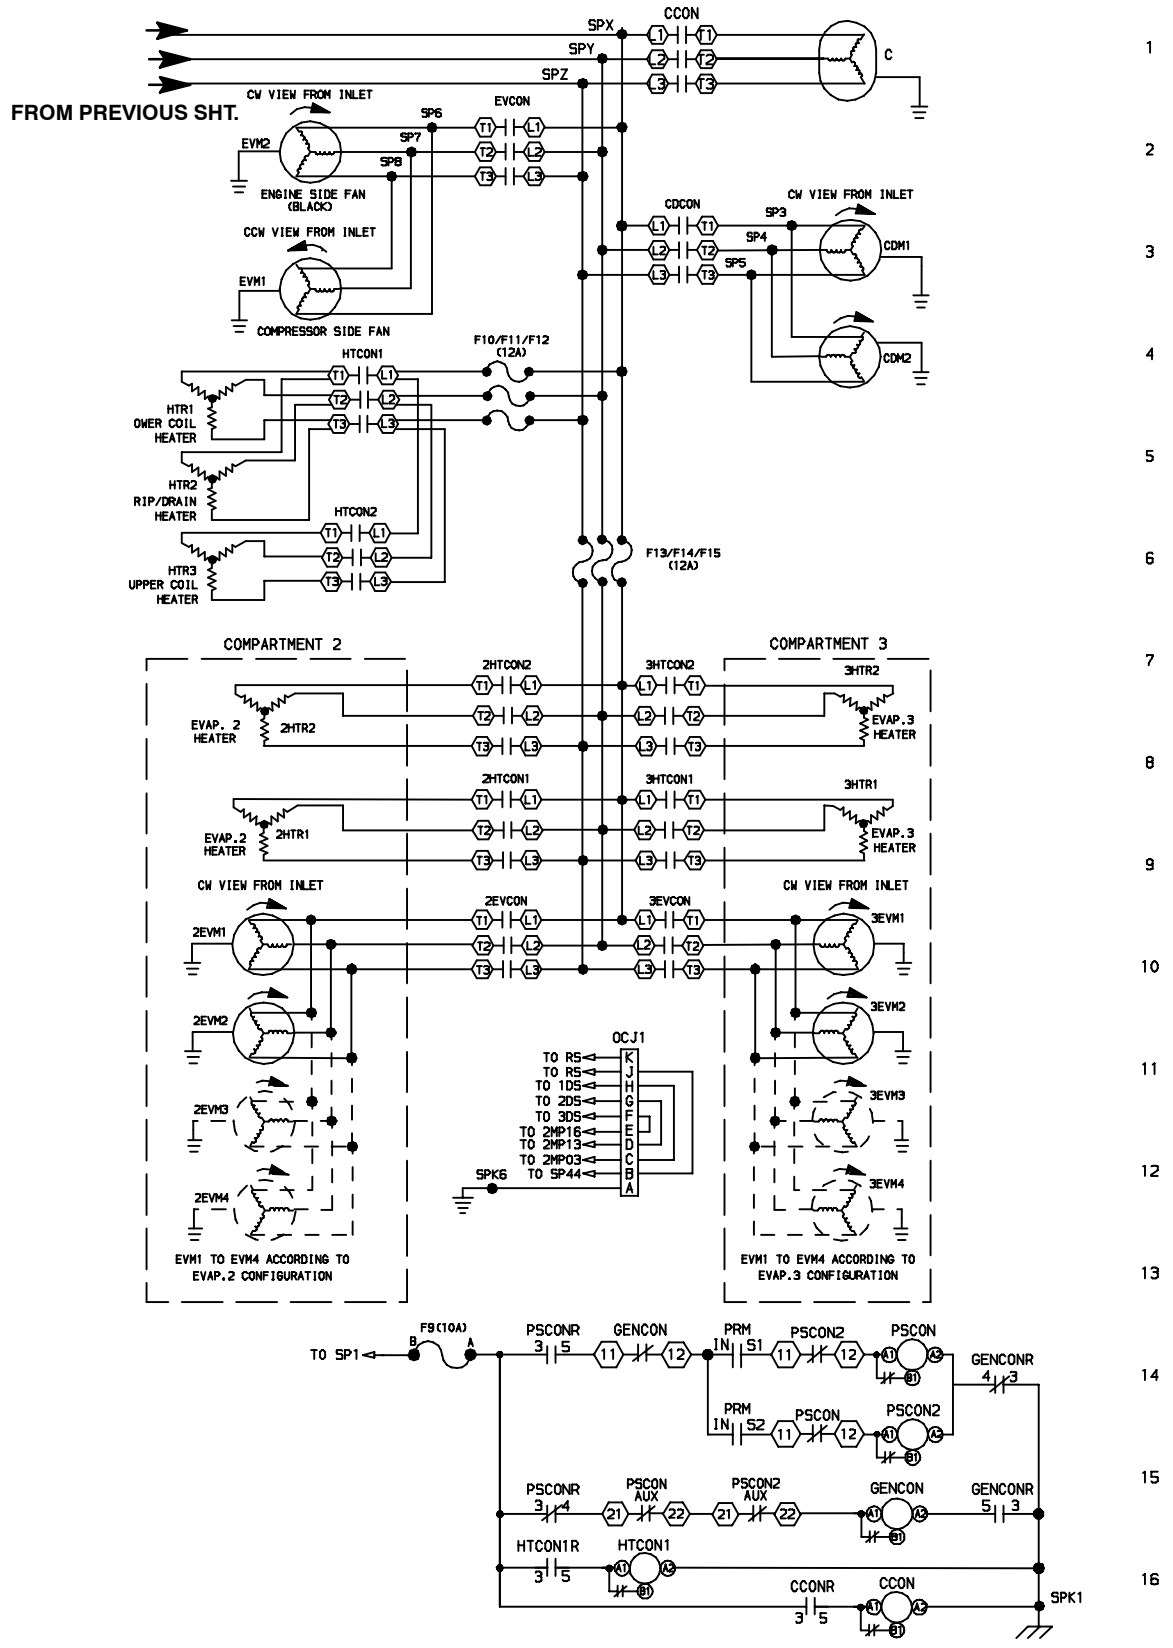 SPX
CCON
L1 T1
1
SPY
L2 T2
C
SPZ
L3 T3
FROM PREVIOUS SHT.
CW VIEW FROM INLET
EVCON
SP6
T1 L1
EVM2
SP7
T2 L2
2
SP8
T3 L3
ENGINE SIDE FAN
(BLACK)
CDCON
CW VIEW FROM INLET
SP3
L1 T1
CCW VIEW FROM INLET
SP4
L2 T2
CDM1
3
SP5
L3 T3
EVM1
COMPRESSOR SIDE FAN
F10/F11/F12
(12A)
HTCON1
CDM2
4
T1 L1
T2 L2
T3 L3
HTR1
OWER COIL
HEATER
5
HTR2
RIP/DRAIN
HEATER
HTCON2
T1 L1
T2 L2
T3 L3
F13/F14/F15
(12A)
6
HTR3
UPPER COIL
HEATER
COMPARTMENT 2
COMPARTMENT 3
7
2HTCON2
3HTCON2
3HTR2
T1 L1 L1 T1
T2 L2 L2 T2
T3 L3 L3 T3
EVAP. 2
HEATER
2HTR2
EVAP.3
HEATER
8
2HTCON1
3HTCON1
3HTR1
T1 L1 L1 T1
T2 L2 L2 T2
T3 L3 L3 T3
EVAP.2
HEATER
2HTR1
EVAP.3
HEATER
9
CW VIEW FROM INLET
CW VIEW FROM INLET
2EVCON
3EVCON
T1 L1 L1 T1
T2 L2 L2 T2
T3 L3 L3 T3
2EVM1
3EVM1
10
2EVM2
3EVM2
OCJ1
TO R5 K
TO R5 J
11
TO 1D5 H
TO 2D5 G
TO 3D5 F
TO 2MP16 E
TO 2MP13 D
TO 2MP03 C
TO SP44 B
A
2EVM3
3EVM3
SPK6
12
2EVM4
3EVM4
EVM1 TO EVM4 ACCORDING TO
EVAP.2 CONFIGURATION
EVM1 TO EVM4 ACCORDING TO
EVAP.3 CONFIGURATION
13
F9(10A)
B A
TO SP1
PSCONR
3 5
GENCON
11 12
PRM
IN S1
PSCON2
11 12
PSCON
A1 A2
B1
GENCONR
4 3
14
PRM
IN S2
PSCON
11 12
PSCON2
A1 A2
B1
15
PSCONR
3 4
PSCON
AUX
21 22
PSCON2
AUX
21 22
GENCON
A1 A2
B1
GENCONR
5 3
HTCON1R
3 5
HTCON1
A1 A2
B1
16
CCONR
3 5
CCON
A1 A2
B1
SPK1